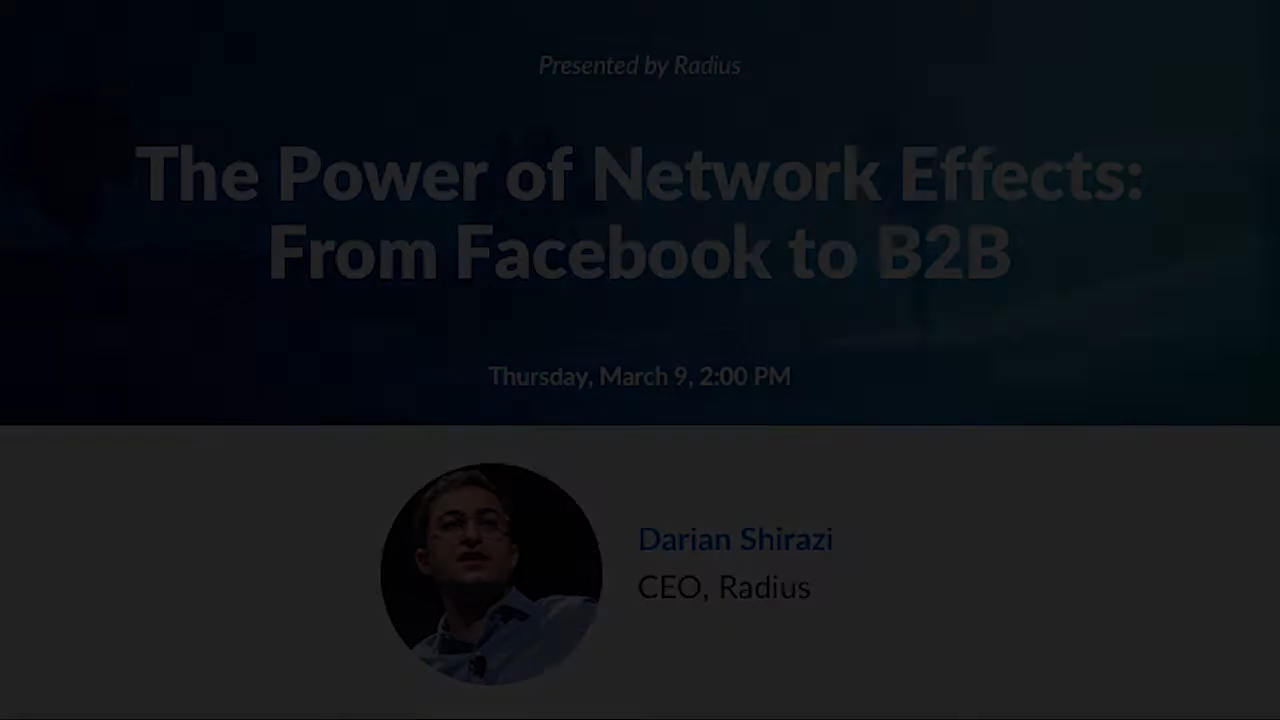 Presented by Radius
The Power of Network Effects:
From Facebook to B2B
Thursday, March 9, 2:00 PM
Darian Shirazi
CEO, Radius